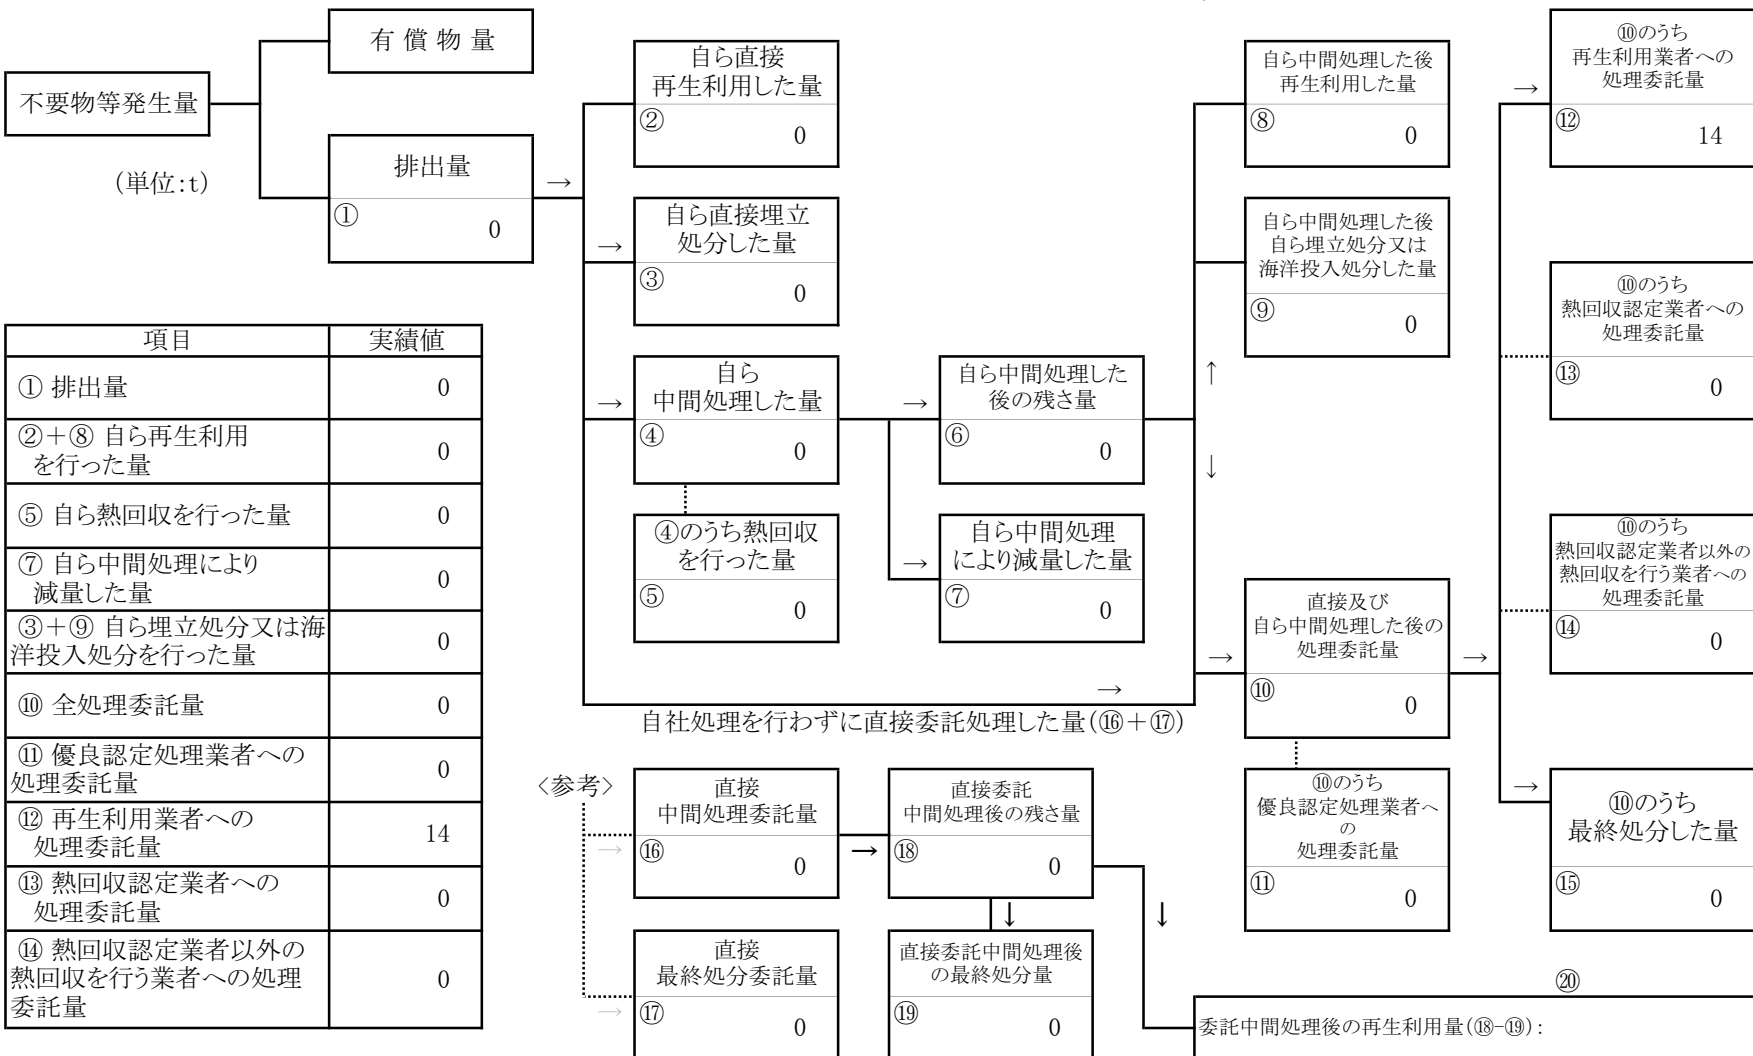 有 償 物 量
不要物等発生量
(単位:t)
排出量
①
0
→
自ら直接
再生利用した量
②
0
→
自ら直接埋立
処分した量
③
0
→
自ら
中間処理した量
④
0
④のうち熱回収
を行った量
⑤
0
→
自ら中間処理した
後の残さ量
⑥
0
→
自ら中間処理
により減量した量
⑦
0
自ら中間処理した後
再生利用した量
⑧
0
自ら中間処理した後
自ら埋立処分又は
海洋投入処分した量
⑨
0
↑
↓
→
自社処理を行わずに直接委託処理した量(⑯+⑰)
→
直接及び
自ら中間処理した後の
処理委託量
⑩
0
→
⑩のうち
優良認定処理業者へ
の
処理委託量
⑪
0
→
⑩のうち
再生利用業者への
処理委託量
⑫
14
⑩のうち
熱回収認定業者への
処理委託量
⑬
0
⑩のうち
熱回収認定業者以外の
熱回収を行う業者への
処理委託量
⑭
0
→
⑩のうち
最終処分した量
⑮
0
項目 実績値
① 排出量 0
②+⑧ 自ら再生利用
を行った量 0
⑤ 自ら熱回収を行った量 0
⑦ 自ら中間処理により
減量した量 0
③+⑨ 自ら埋立処分又は海
洋投入処分を行った量 0
⑩ 全処理委託量 0
⑪ 優良認定処理業者への
処理委託量 0
⑫ 再生利用業者への
処理委託量 14
⑬ 熱回収認定業者への
処理委託量 0
⑭ 熱回収認定業者以外の
熱回収を行う業者への処理
委託量 0
〈参考〉
→
直接
中間処理委託量
⑯
0
→
直接委託
中間処理後の残さ量
⑱
0
↓
↓
→
直接
最終処分委託量
⑰
0
直接委託中間処理後
の最終処分量
⑲
0
⑳
委託中間処理後の再生利用量(⑱-⑲):